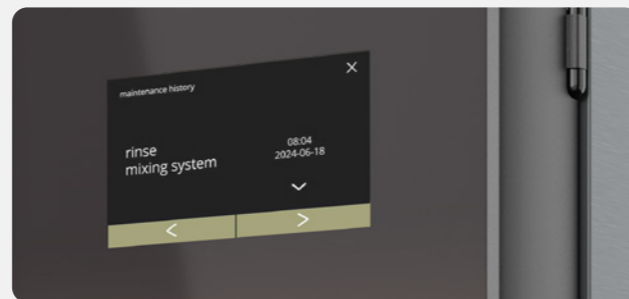 maintenance history
rinse
mixing system
08:04
2024-06-18